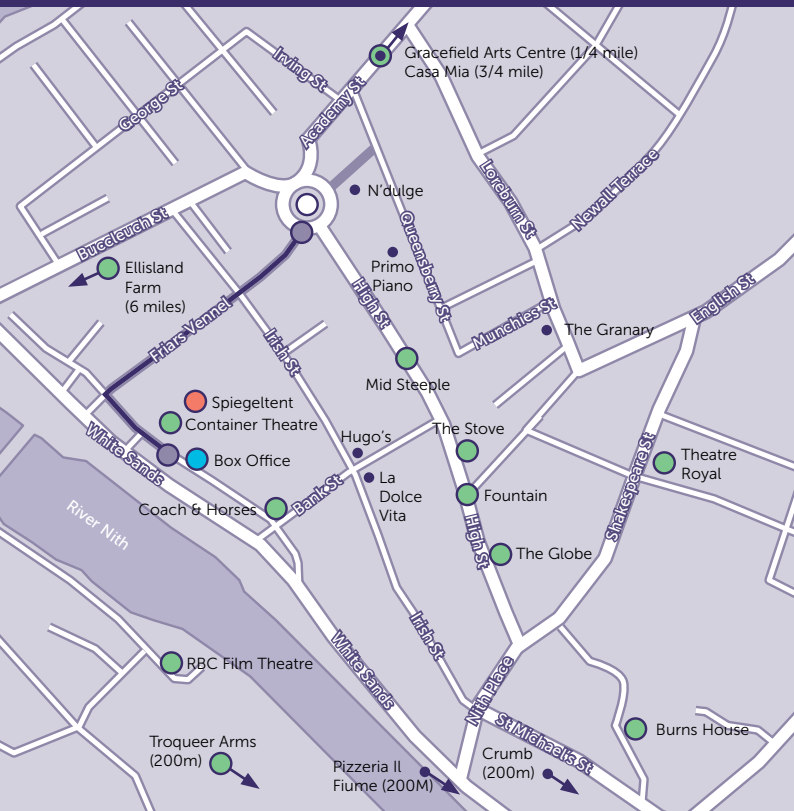 Gracefield Arts Centre (1/4 mile)
Casa Mia (3/4 mile)
Irving St
George St
Academy St
Loreburn St
Newall Terrace
N'dulge
Queensberry St
Buccleuch St
Ellisland
Farm
(6 miles)
Primo
Piano
High St
English St
Munchies St
The Granary
Friars Vennel
Irish St
Mid Steeple
Spiegeltent
Container Theatre
The Stove
Hugo's
White Sands
Box Office
La
Dolce
Vita
Theatre
Royal
Shakespeare St
Bank St
Fountain
Coach & Horses
River Nith
High St
The Globe
Irish St
White Sands
RBC Film Theatre
Nith Place
St Michaels St
Burns House
Troqueer Arms
(200m)
Pizzeria Il
Fiume (200M)
Crumb
(200m)